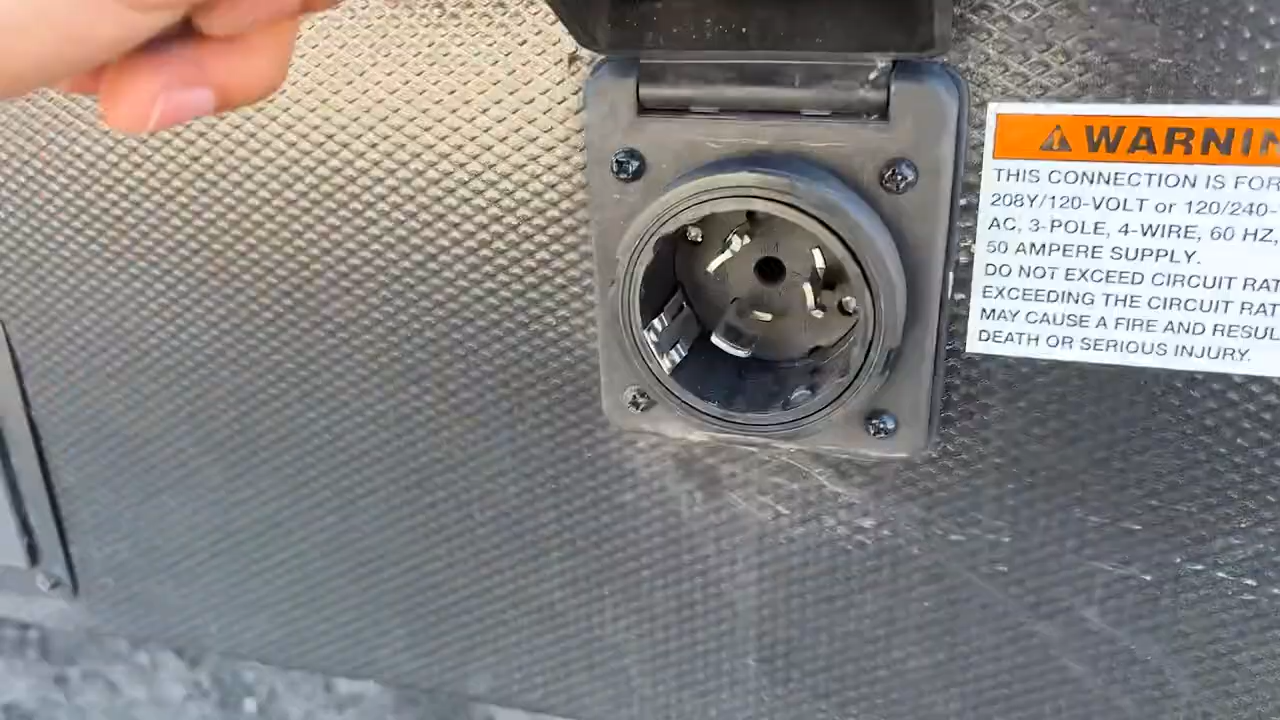 ⚠ WARNIN
THIS CONNECTION IS FOR
208Y/120-VOLT or 120/240-
AC, 3-POLE, 4-WIRE, 60 HZ,
50 AMPERE SUPPLY.
DO NOT EXCEED CIRCUIT RAT
EXCEEDING THE CIRCUIT RAT
MAY CAUSE A FIRE AND RESUL
DEATH OR SERIOUS INJURY.